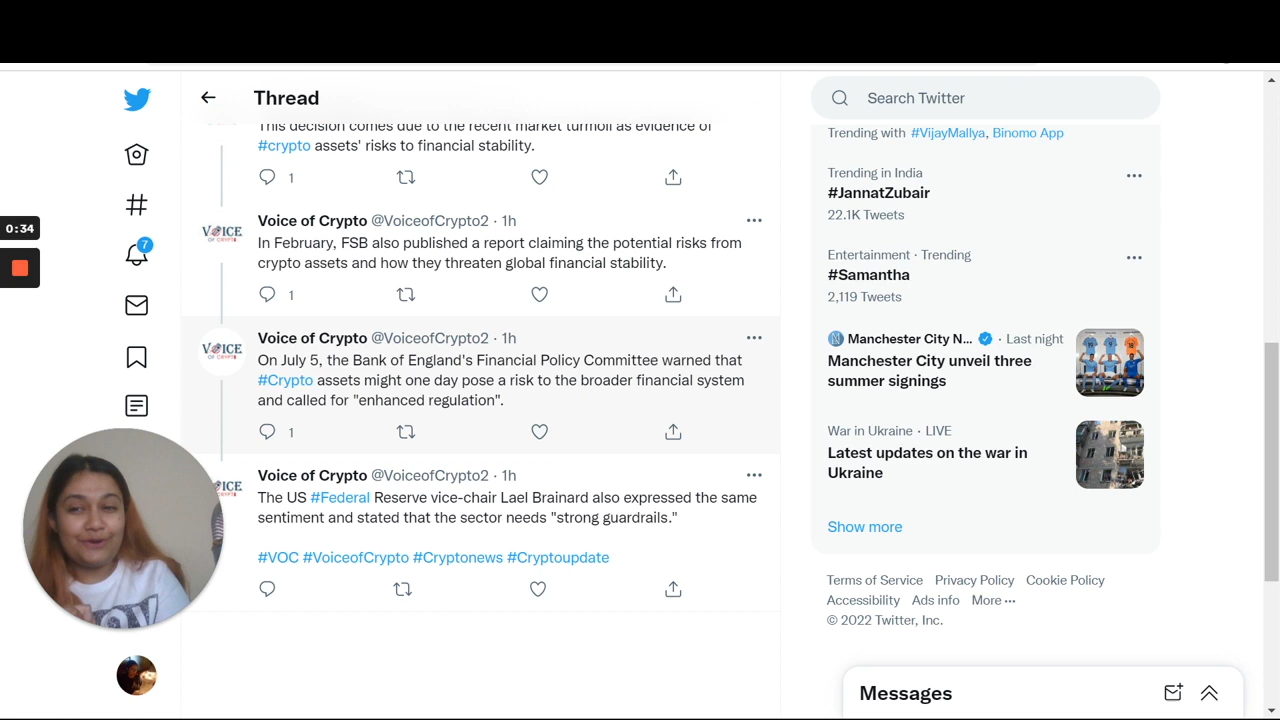 Thread
Search Twitter
This decision comes due to the recent market turmoil as evidence of
#crypto assets' risks to financial stability.
1
Voice of Crypto @VoiceofCrypto2 · 1h
In February, FSB also published a report claiming the potential risks from
crypto assets and how they threaten global financial stability.
1
Voice of Crypto @VoiceofCrypto2 · 1h
On July 5, the Bank of England's Financial Policy Committee warned that
#Crypto assets might one day pose a risk to the broader financial system
and called for "enhanced regulation".
1
Voice of Crypto @VoiceofCrypto2 · 1h
The US #Federal Reserve vice-chair Lael Brainard also expressed the same
sentiment and stated that the sector needs "strong guardrails."
#VOC #VoiceofCrypto #Cryptonews #Cryptoupdate
0:34
7
VOICE
OF CRYPTO
VOICE
OF CRYPTO
Trending with #VijayMallya, Binomo App
Trending in India
#JannatZubair
22.1K Tweets
Entertainment · Trending
#Samantha
2,119 Tweets
Manchester City N... · Last night
Manchester City unveil three
summer signings
War in Ukraine · LIVE
Latest updates on the war in
Ukraine
Show more
Terms of Service Privacy Policy Cookie Policy
Accessibility Ads info More ···
© 2022 Twitter, Inc.
Messages